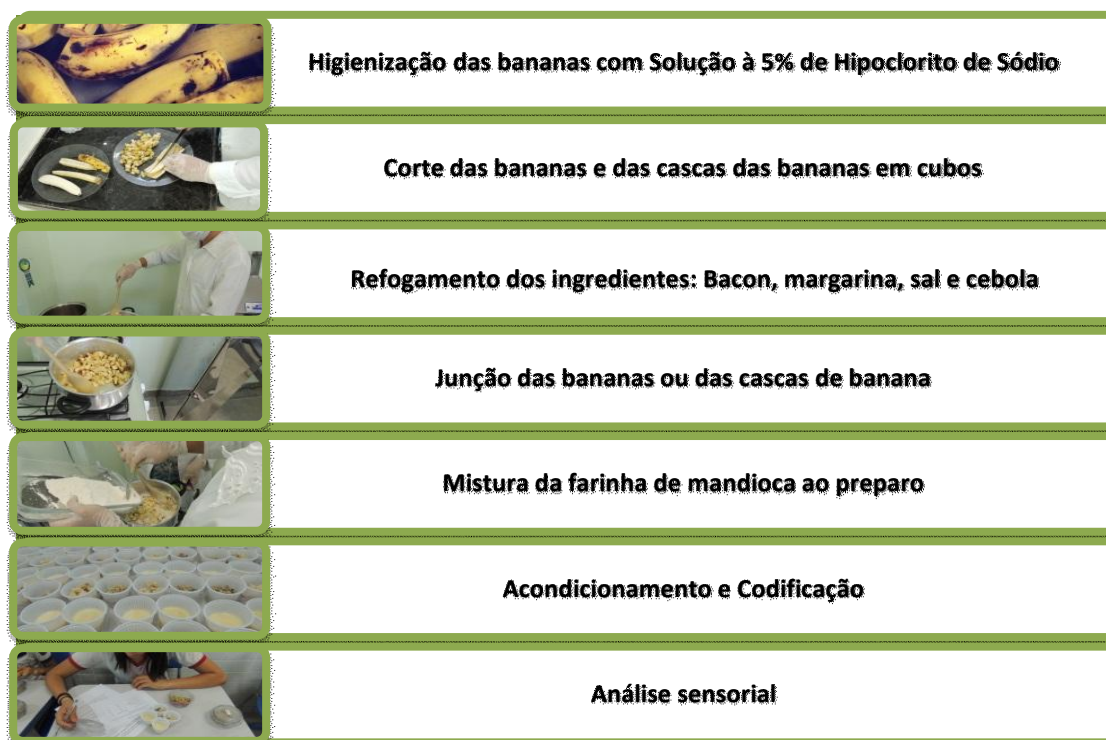 Higienização das bananas com Solução à 5% de Hipoclorito de Sódio
Corte das bananas e das cascas das bananas em cubos
Refogamento dos ingredientes: Bacon, margarina, sal e cebola
Junção das bananas ou das cascas de banana
Mistura da farinha de mandioca ao preparo
Acondicionamento e Codificação
Análise sensorial